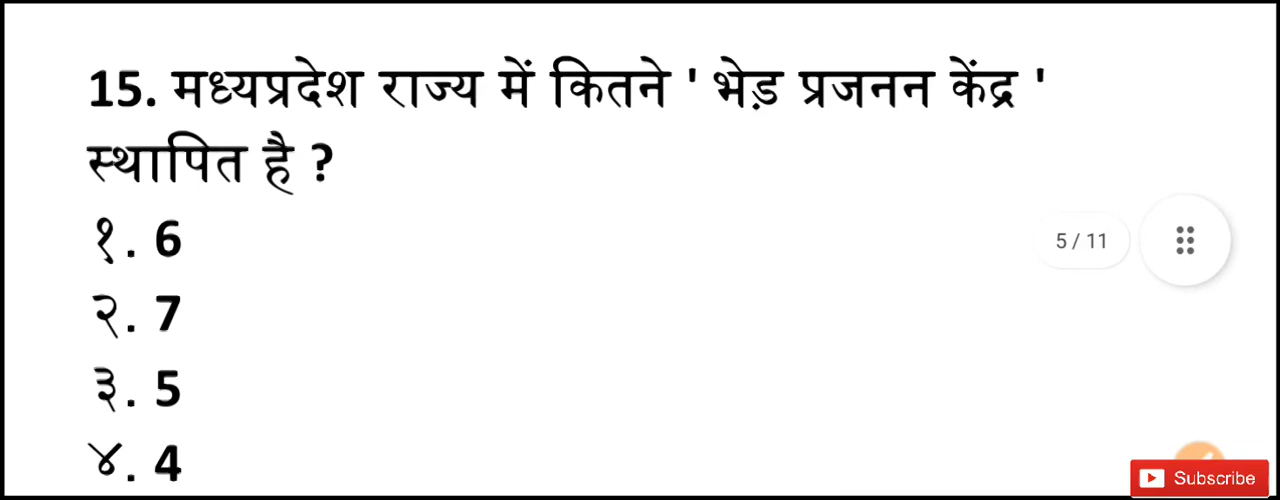 15. मध्यप्रदेश राज्य में कितने ' भेड़ प्रजनन केंद्र '
स्थापित है ?
१. 6
5 / 11
२. 7
३. 5
४. 4
Subscribe